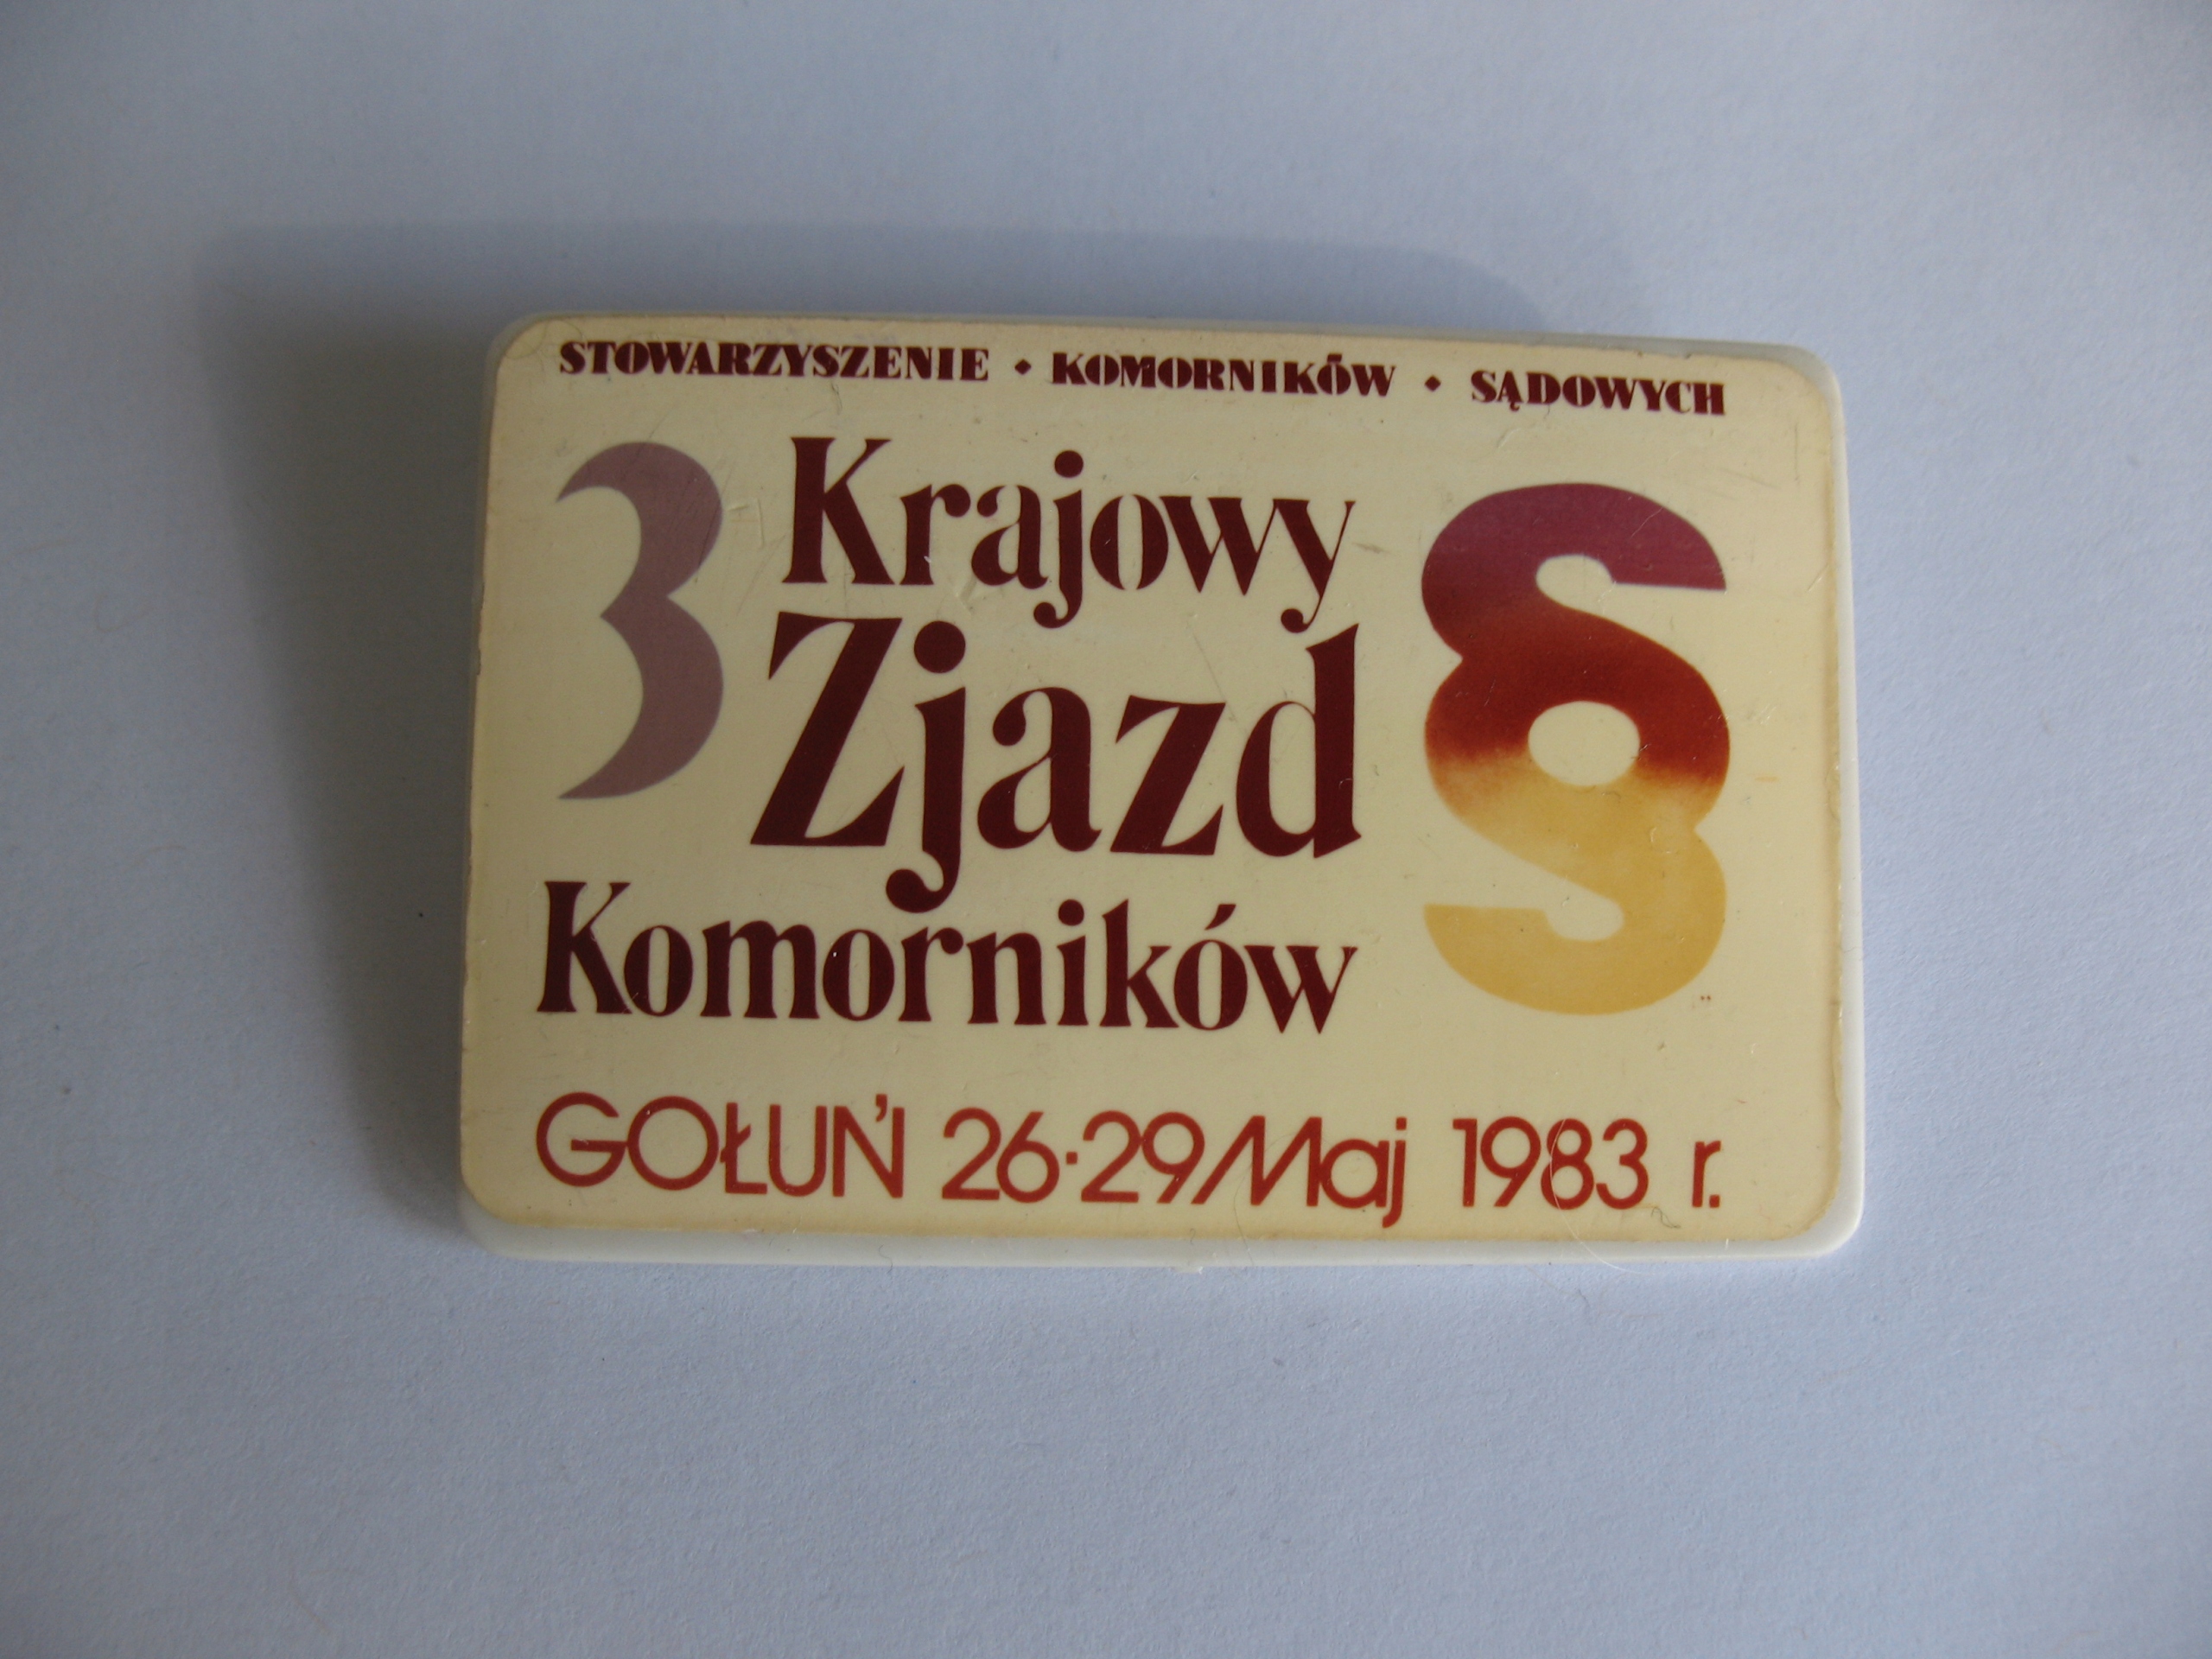 STOWARZYSZENIE • KOMORNIKÓW • SĄDOWYCH
3 Krajowy §
Zjazd
Komorników
GOŁUŃ 26-29 Maj 1983 r.